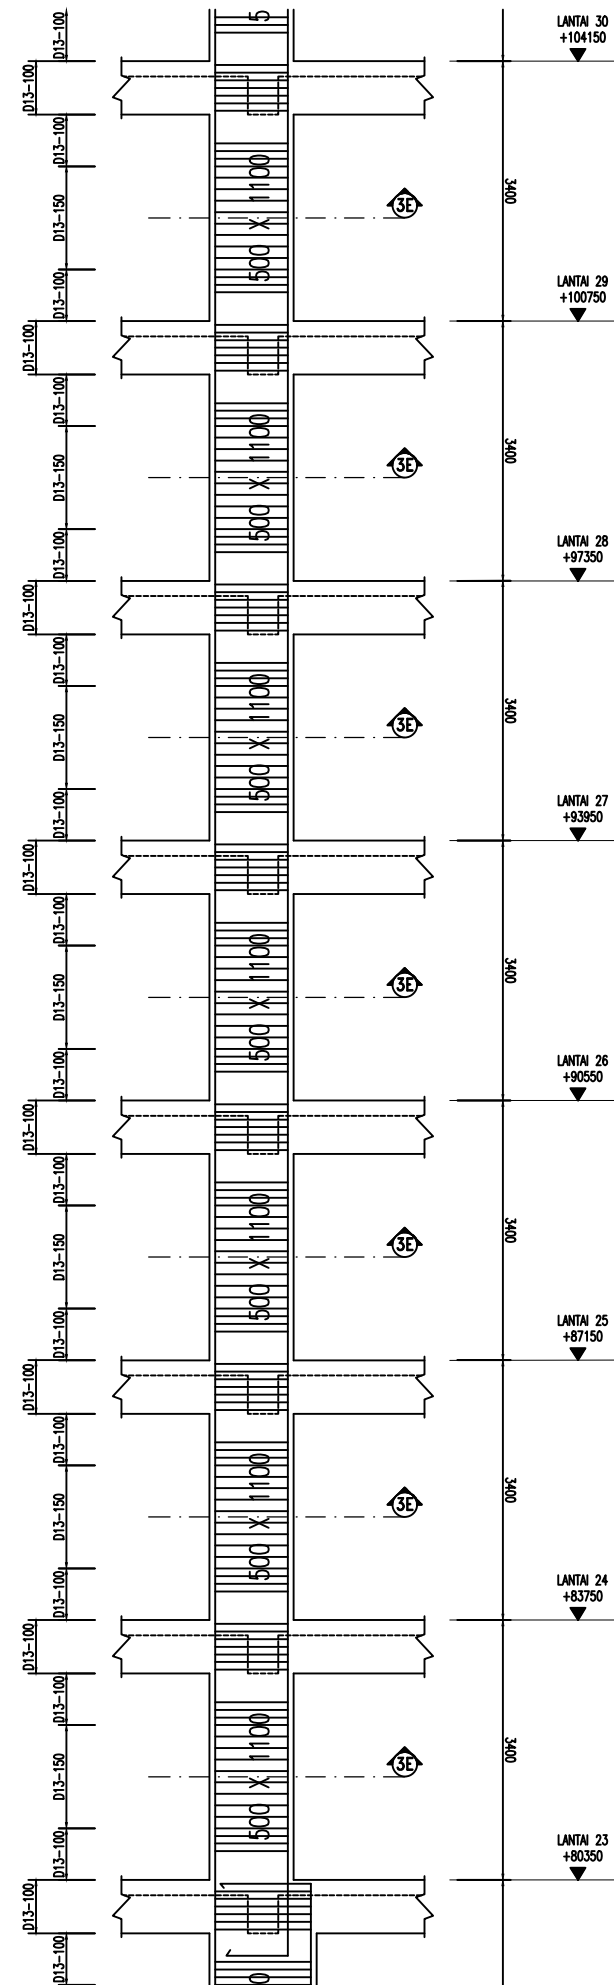 D13-100
5
LANTAI 30
+104150
D13-100
D13-100
D13-150
D13-100
500 X 1100
3E
3400
LANTAI 29
+100750
D13-100
D13-100
D13-150
D13-100
500 X 1100
3E
3400
LANTAI 28
+97350
D13-100
D13-100
D13-150
D13-100
500 X 1100
3E
3400
LANTAI 27
+93950
D13-100
D13-100
D13-150
D13-100
500 X 1100
3E
3400
LANTAI 26
+90550
D13-100
D13-100
D13-150
D13-100
500 X 1100
3E
3400
LANTAI 25
+87150
D13-100
D13-100
D13-150
D13-100
500 X 1100
3E
3400
LANTAI 24
+83750
D13-100
D13-100
D13-150
D13-100
500 X 1100
3E
3400
LANTAI 23
+80350
D13-100
D13-100
0